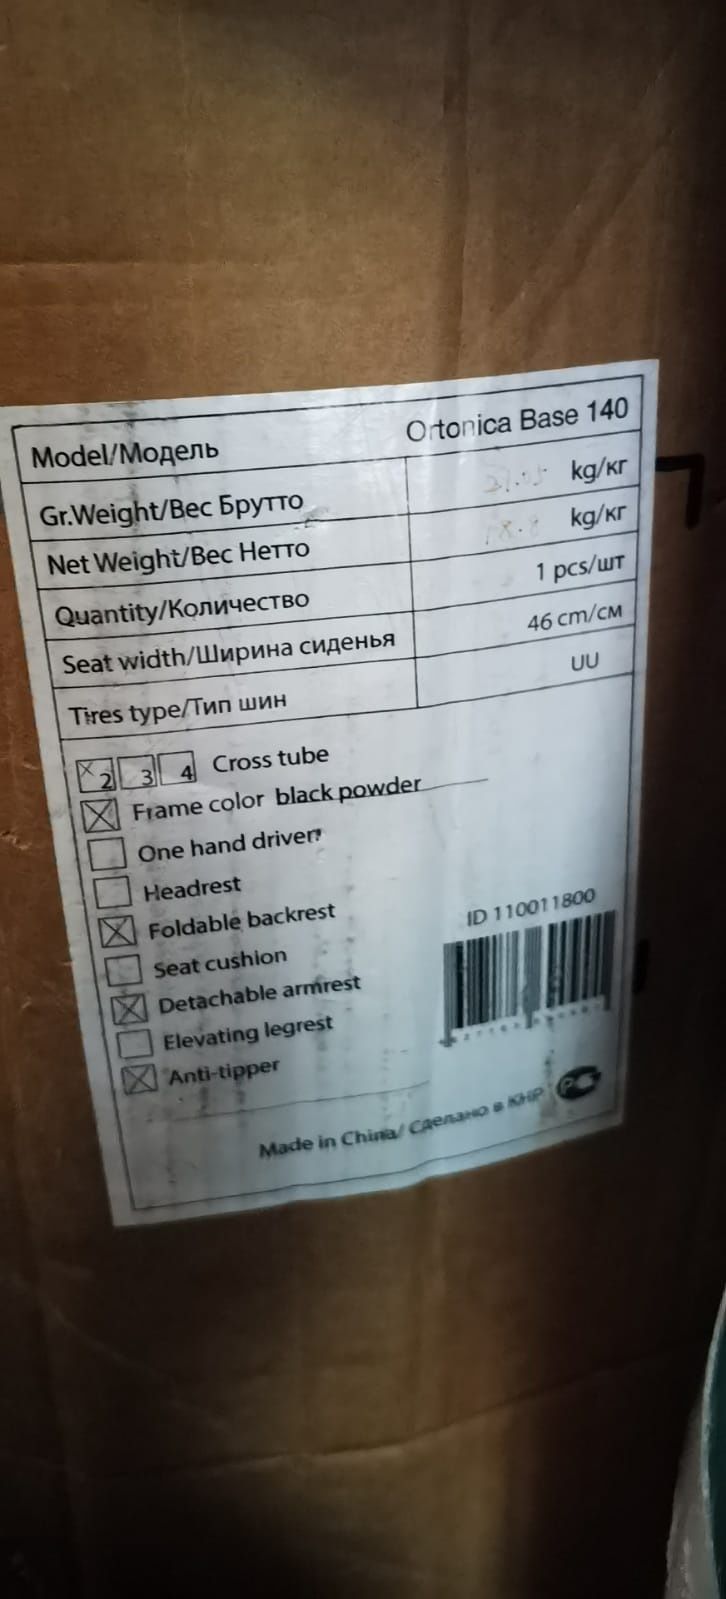 Model/Модель Ortonica Base 140
Gr.Weight/Вес Брутто kg/кг
Net Weight/Вес Нетто kg/кг
Quantity/Количество 1 pcs/шт
Seat width/Ширина сиденья 46 cm/см
Tires type/Тип шин UU
2 3 4 Cross tube
Frame color black powder
One hand driven
Headrest
Foldable backrest
ID 110011800
Seat cushion
Detachable armrest
Elevating legrest
Anti-tipper
Made in China/ Сделано в КНР